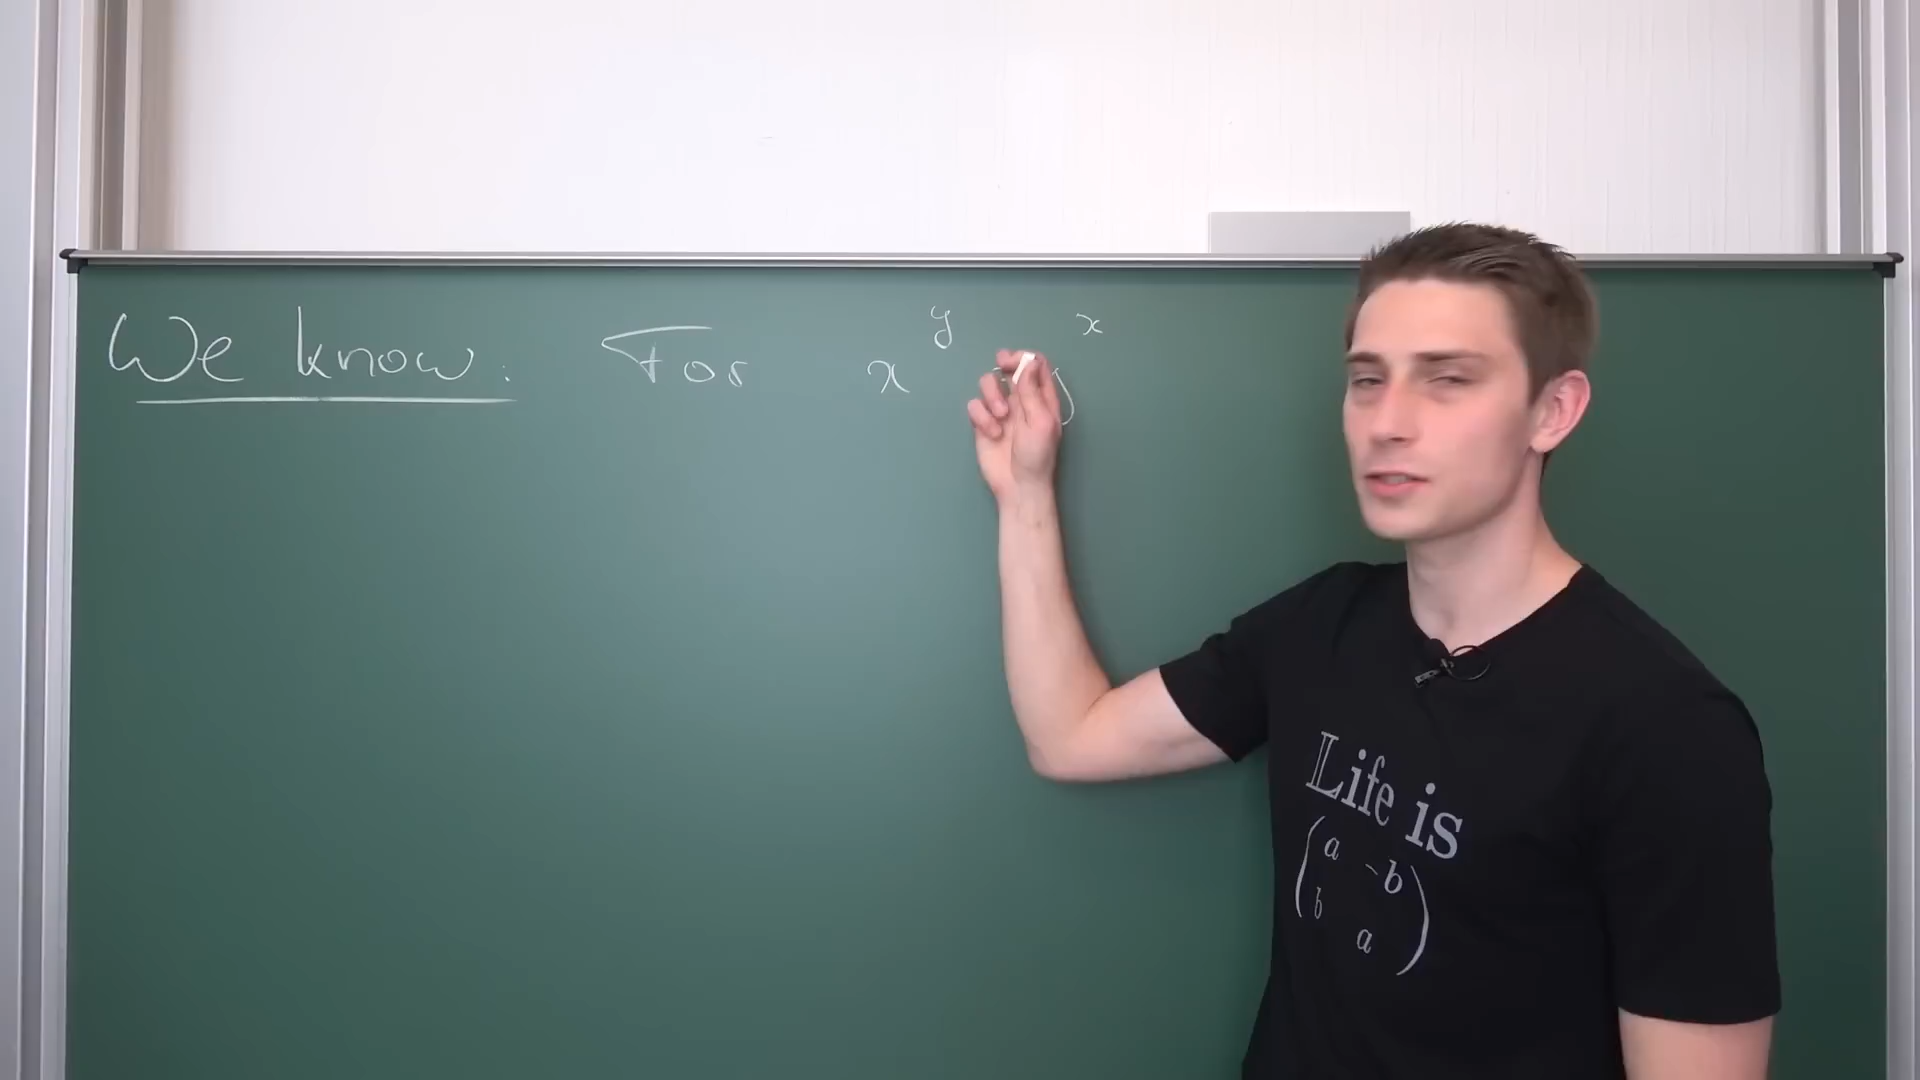 We know: For x^y = y^x
Life is
(a -b
b a)